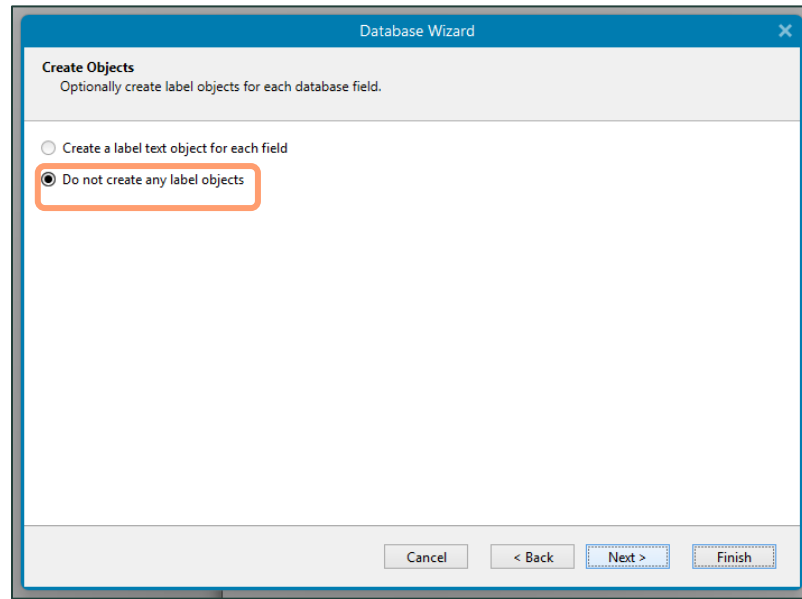 Database Wizard
Create Objects
Optionally create label objects for each database field.
Create a label text object for each field
Do not create any label objects
Cancel
< Back
Next >
Finish